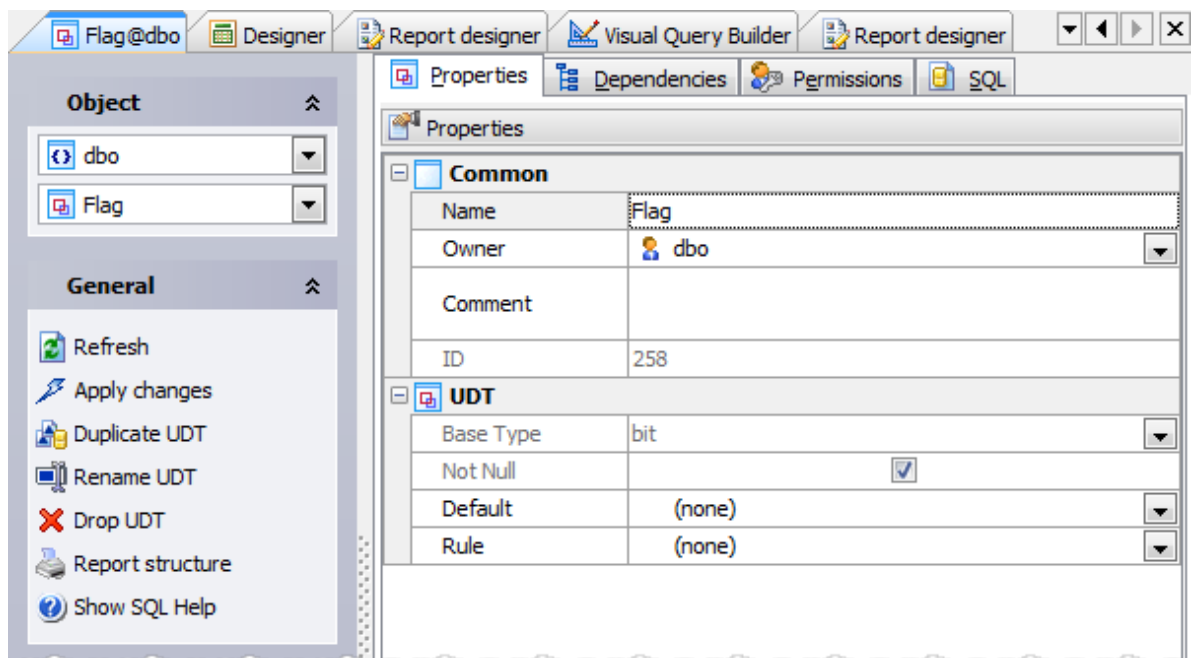 Flag@dbo Designer Report designer Visual Query Builder Report designer
Object
dbo
Flag
General
Refresh
Apply changes
Duplicate UDT
Rename UDT
Drop UDT
Report structure
Show SQL Help
Properties Dependencies Permissions SQL
Properties
Common
Name Flag
Owner dbo
Comment
ID 258
UDT
Base Type bit
Not Null
Default (none)
Rule (none)